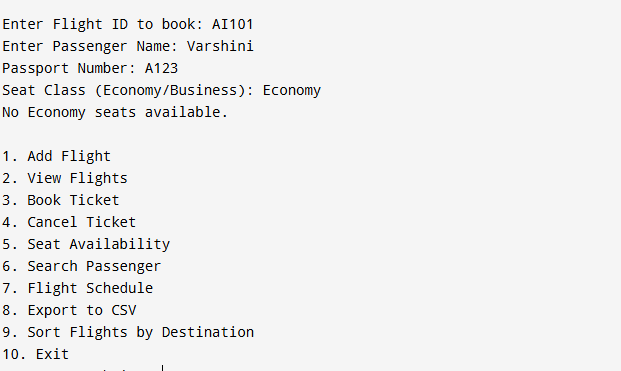 Enter Flight ID to book: AI101
Enter Passenger Name: Varshini
Passport Number: A123
Seat Class (Economy/Business): Economy
No Economy seats available.
1. Add Flight
2. View Flights
3. Book Ticket
4. Cancel Ticket
5. Seat Availability
6. Search Passenger
7. Flight Schedule
8. Export to CSV
9. Sort Flights by Destination
10. Exit